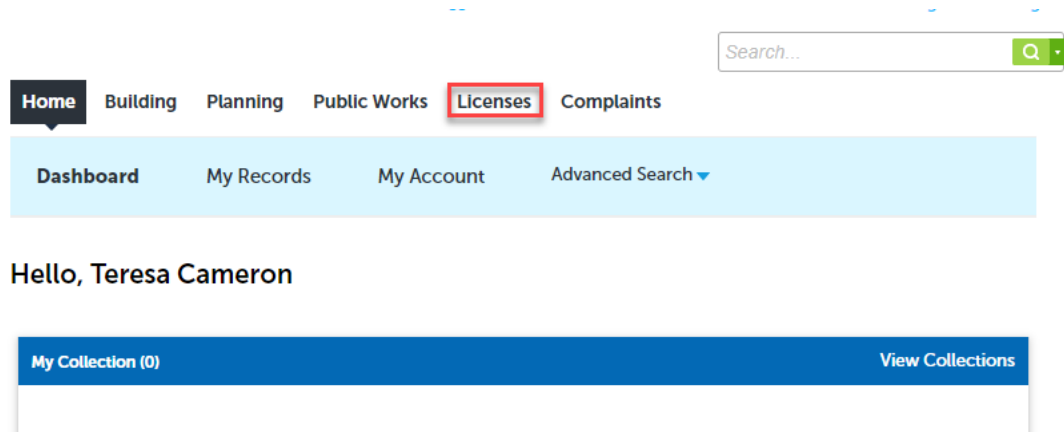 Search...
Home Building Planning Public Works Licenses Complaints
Dashboard My Records My Account Advanced Search
Hello, Teresa Cameron
My Collection (0) View Collections